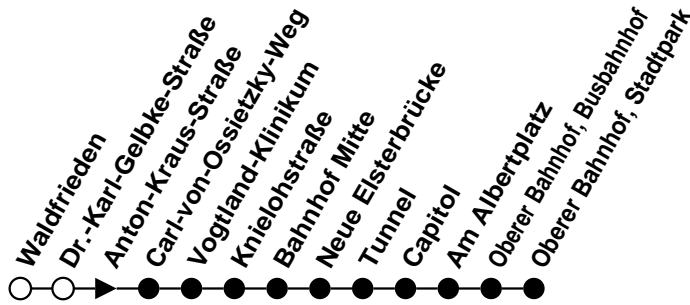 Waldfrieden
Dr.-Karl-Gelbke-Straße
Anton-Kraus-Straße
Carl-von-Ossietzky-Weg
Vogtland-Klinikum
Knielohstraße
Bahnhof Mitte
Neue Elsterbrücke
Tunnel
Capitol
Am Albertplatz
Oberer Bahnhof, Busbahnhof
Oberer Bahnhof, Stadtpark